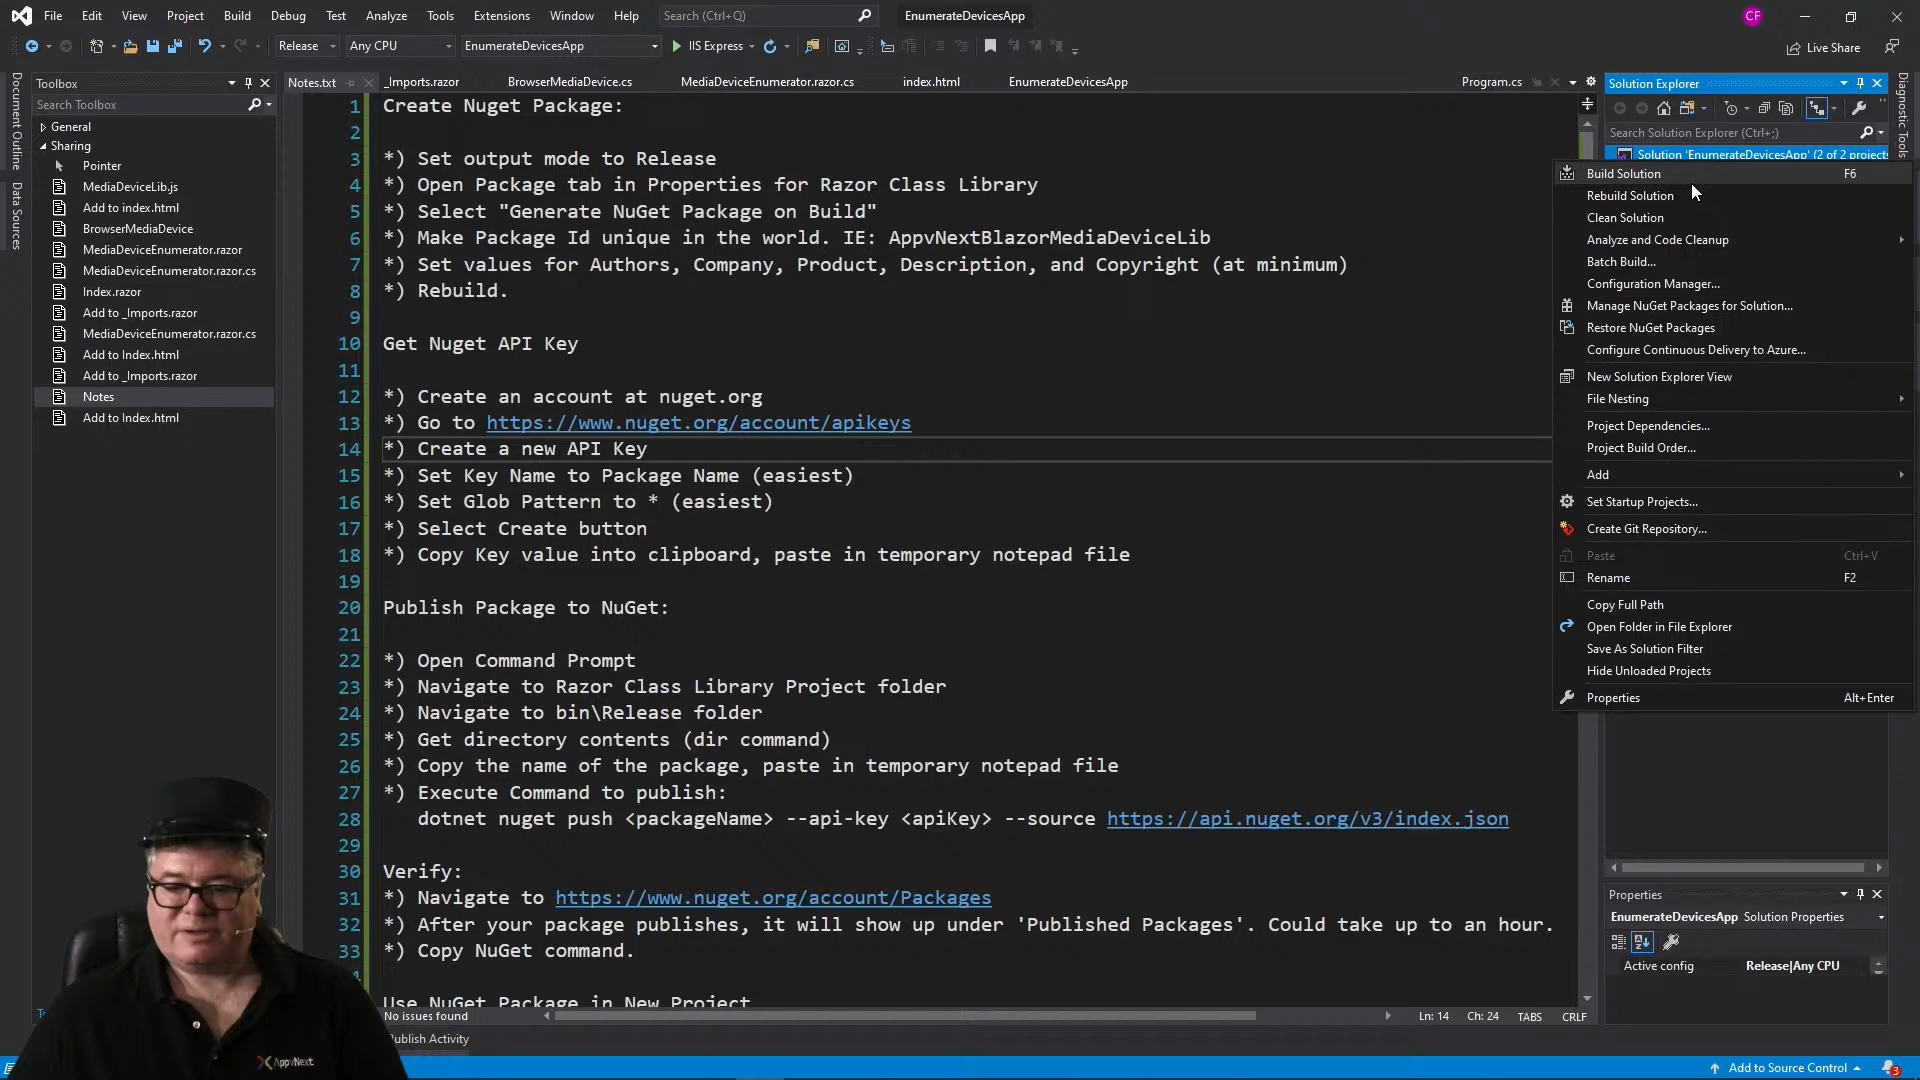 File Edit View Project Build Debug Test Analyze Tools Extensions Window Help Search (Ctrl+Q) EnumerateDevicesApp CF
Release Any CPU EnumerateDevicesApp IIS Express Live Share
Document Outline
Data Sources
Toolbox
Search Toolbox
General
Sharing
Pointer
MediaDeviceLib.js
Add to index.html
BrowserMediaDevice
MediaDeviceEnumerator.razor
MediaDeviceEnumerator.razor.cs
Index.razor
Add to _Imports.razor
MediaDeviceEnumerator.razor.cs
Add to Index.html
Add to _Imports.razor
Notes
Add to Index.html
Notes.txt _Imports.razor BrowserMediaDevice.cs MediaDeviceEnumerator.razor.cs index.html EnumerateDevicesApp Program.cs
1 Create Nuget Package:
2
3 *) Set output mode to Release
4 *) Open Package tab in Properties for Razor Class Library
5 *) Select "Generate NuGet Package on Build"
6 *) Make Package Id unique in the world. IE: AppvNextBlazorMediaDeviceLib
7 *) Set values for Authors, Company, Product, Description, and Copyright (at minimum)
8 *) Rebuild.
9
10 Get Nuget API Key
11
12 *) Create an account at nuget.org
13 *) Go to https://www.nuget.org/account/apikeys
14 *) Create a new API Key
15 *) Set Key Name to Package Name (easiest)
16 *) Set Glob Pattern to * (easiest)
17 *) Select Create button
18 *) Copy Key value into clipboard, paste in temporary notepad file
19
20 Publish Package to NuGet:
21
22 *) Open Command Prompt
23 *) Navigate to Razor Class Library Project folder
24 *) Navigate to bin\Release folder
25 *) Get directory contents (dir command)
26 *) Copy the name of the package, paste in temporary notepad file
27 *) Execute Command to publish:
28 dotnet nuget push <packageName> --api-key <apiKey> --source https://api.nuget.org/v3/index.json
29
30 Verify:
31 *) Navigate to https://www.nuget.org/account/Packages
32 *) After your package publishes, it will show up under 'Published Packages'. Could take up to an hour.
33 *) Copy NuGet command.
Use NuGet Package in New Project
No issues found Ln: 14 Ch: 24 TABS CRLF
Publish Activity
Solution Explorer
Search Solution Explorer (Ctrl+;)
Solution 'EnumerateDevicesApp' (2 of 2 projects
Build Solution F6
Rebuild Solution
Clean Solution
Analyze and Code Cleanup
Batch Build...
Configuration Manager...
Manage NuGet Packages for Solution...
Restore NuGet Packages
Configure Continuous Delivery to Azure...
New Solution Explorer View
File Nesting
Project Dependencies...
Project Build Order...
Add
Set Startup Projects...
Create Git Repository...
Paste Ctrl+V
Rename F2
Copy Full Path
Open Folder in File Explorer
Save As Solution Filter
Hide Unloaded Projects
Properties Alt+Enter
Diagnostic Tools
Properties
EnumerateDevicesApp Solution Properties
Active config Release|Any CPU
AppvNext
Add to Source Control 3